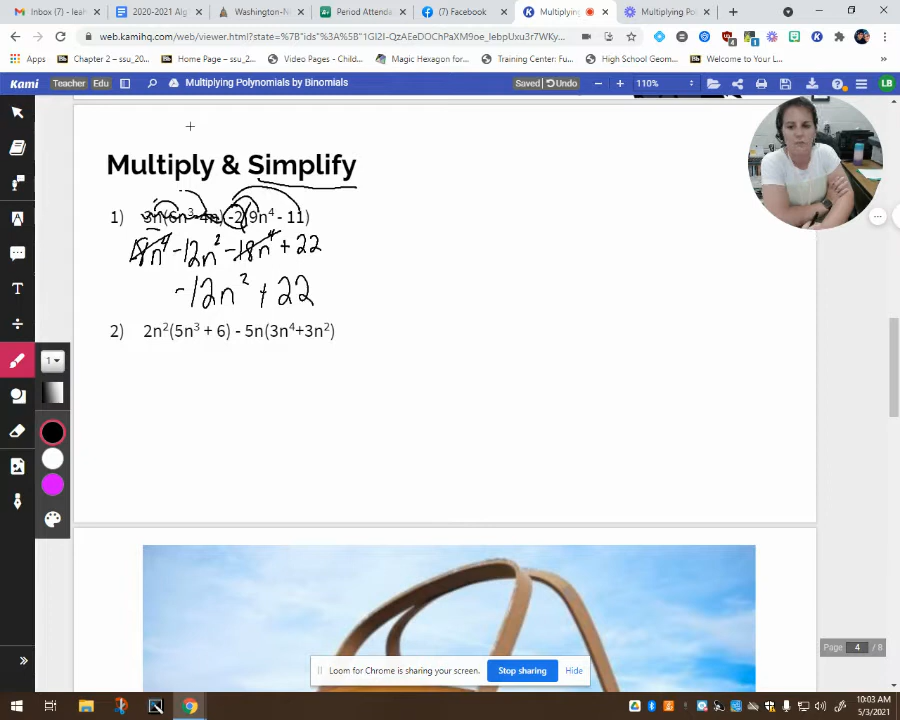 Inbox (7) - leah
2020-2021 Alg
Washington-N
Period Attenda
(7) Facebook
Multiplying
Multiplying Po
web.kamihq.com/web/viewer.html?state=%7B"ids"%3A%5B"1GI2I-QzAEeDOChPaXM9oe_IebpUxu3r7WKy...
Apps
Chapter 2 – ssu_20...
Home Page – ssu_2...
Video Pages - Child...
Magic Hexagon for...
Training Center: Fu...
High School Geom...
Welcome to Your L...
Kami
Teacher
Edu
Multiplying Polynomials by Binomials
Saved
Undo
110%
Multiply & Simplify
1) 3n(6n³-4n) -2(9n⁴ - 11)
18n⁴ -12n² -18n⁴ +22
-12n² + 22
2) 2n²(5n³ + 6) - 5n(3n⁴+3n²)
1
Page 4 / 8
Loom for Chrome is sharing your screen.
Stop sharing
Hide
10:03 AM
5/3/2021